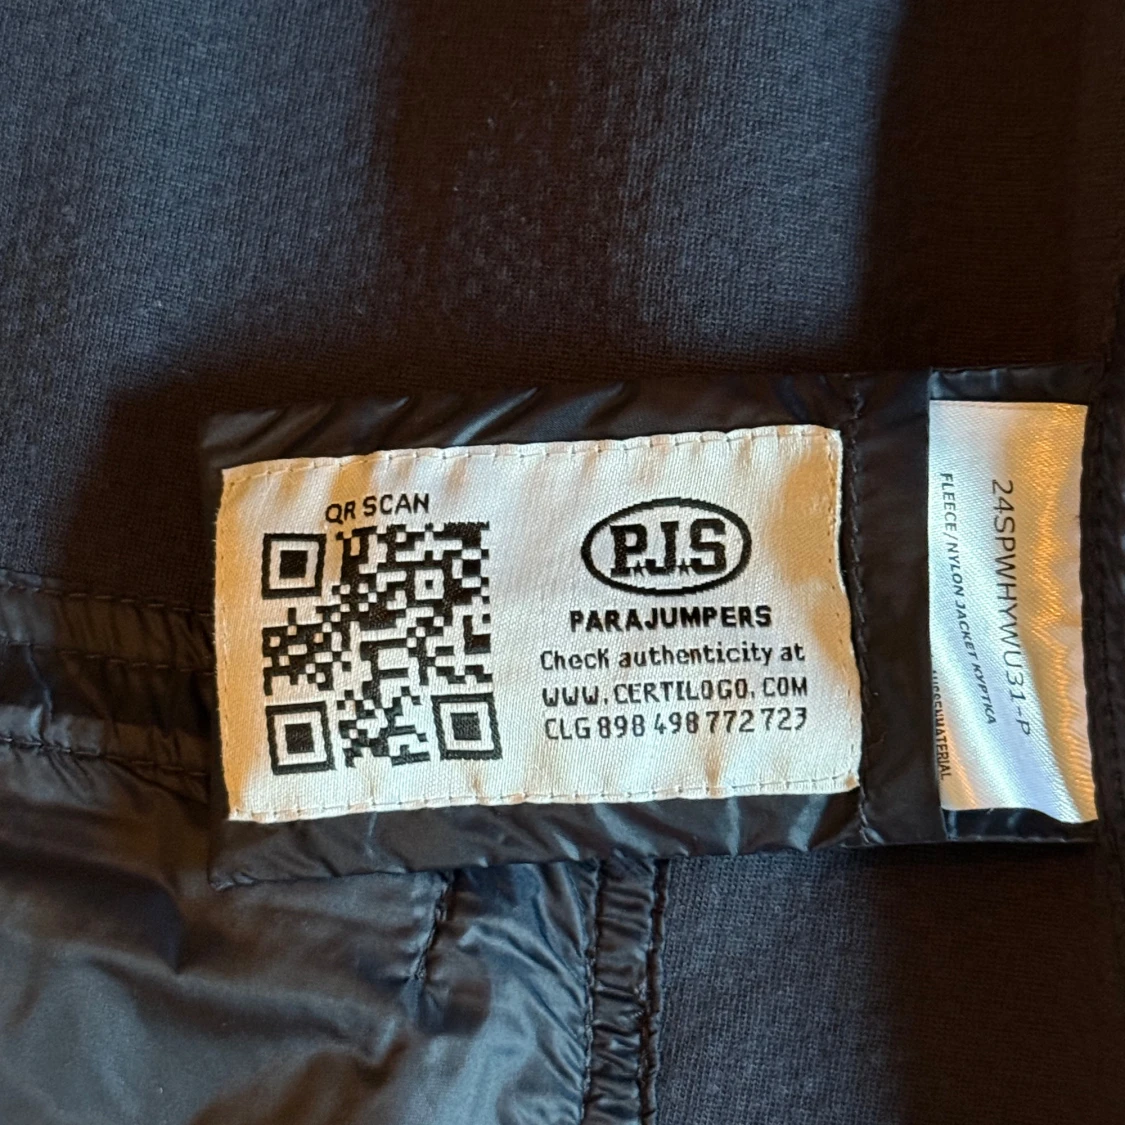 QR SCAN
P.J.S
PARAJUMPERS
Check authenticity at
WWW.CERTILOGO.COM
CLG 898 498 772 723
24SPWHYWU31-P
FLEECE/NYLON JACKET КУРТКА